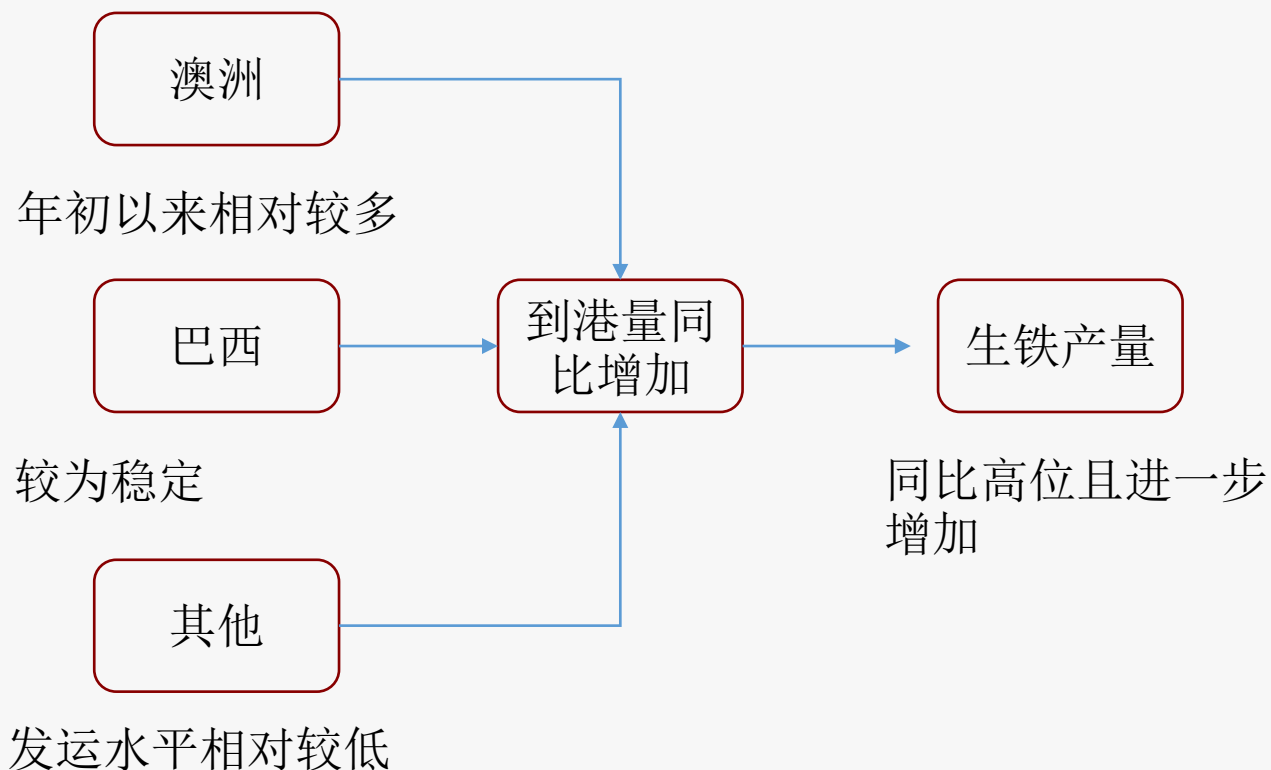 澳洲
年初以来相对较多
巴西
到港量同
比增加
生铁产量
较为稳定
同比高位且进一步
增加
其他
发运水平相对较低